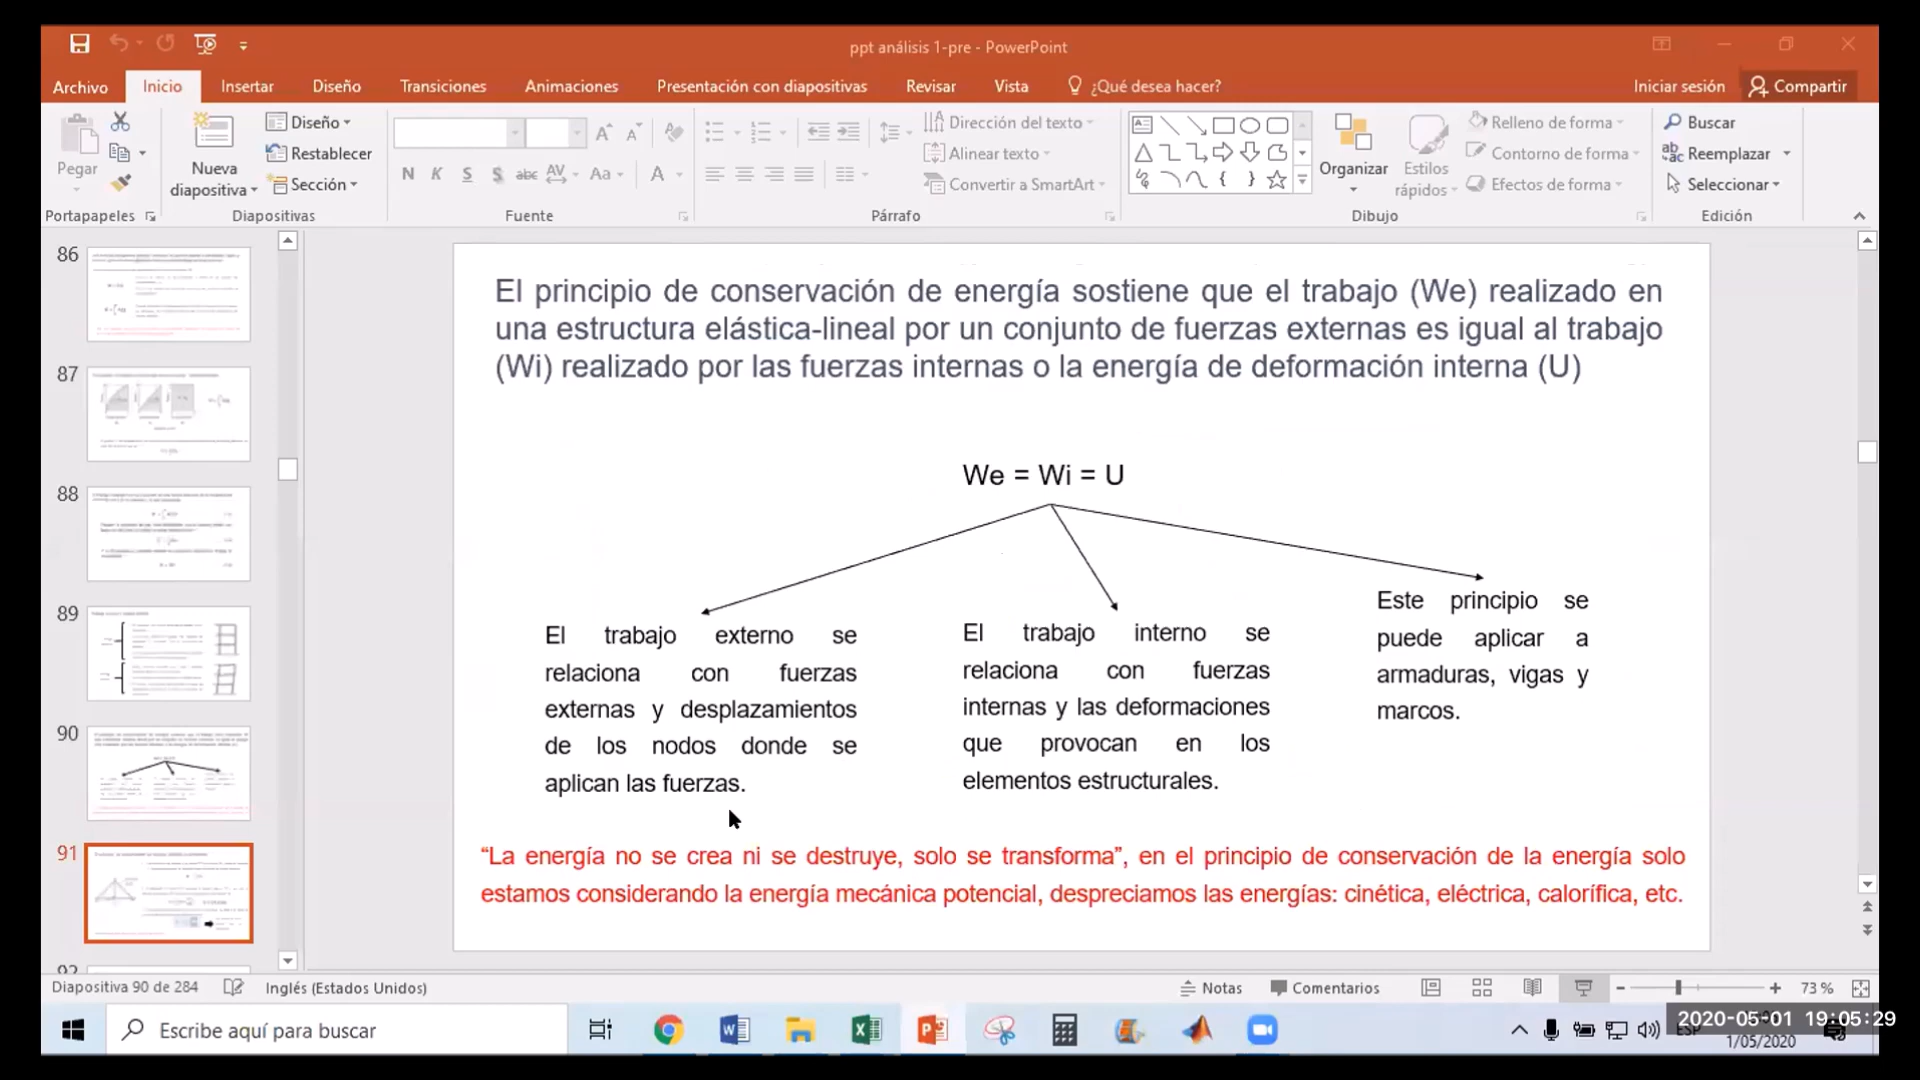 ppt análisis 1-pre - PowerPoint
Archivo Inicio Insertar Diseño Transiciones Animaciones Presentación con diapositivas Revisar Vista ¿Qué desea hacer? Iniciar sesión Compartir
Pegar
Nueva diapositiva
Diseño
Restablecer
Sección
N K S S abc AV Aa A
Dirección del texto
Alinear texto
Convertir a SmartArt
Organizar
Estilos rápidos
Relleno de forma
Contorno de forma
Efectos de forma
Buscar
Reemplazar
Seleccionar
Portapapeles Diapositivas Fuente Párrafo Dibujo Edición
86
87
88
89
90
91
92
El principio de conservación de energía sostiene que el trabajo (We) realizado en
una estructura elástica-lineal por un conjunto de fuerzas externas es igual al trabajo
(Wi) realizado por las fuerzas internas o la energía de deformación interna (U)
We = Wi = U
El trabajo externo se
relaciona con fuerzas
externas y desplazamientos
de los nodos donde se
aplican las fuerzas.
El trabajo interno se
relaciona con fuerzas
internas y las deformaciones
que provocan en los
elementos estructurales.
Este principio se
puede aplicar a
armaduras, vigas y
marcos.
“La energía no se crea ni se destruye, solo se transforma”, en el principio de conservación de la energía solo
estamos considerando la energía mecánica potencial, despreciamos las energías: cinética, eléctrica, calorífica, etc.
Diapositiva 90 de 284 Inglés (Estados Unidos) Notas Comentarios 73 %
Escribe aquí para buscar
ESP
2020-05-01 19:05:29
1/05/2020